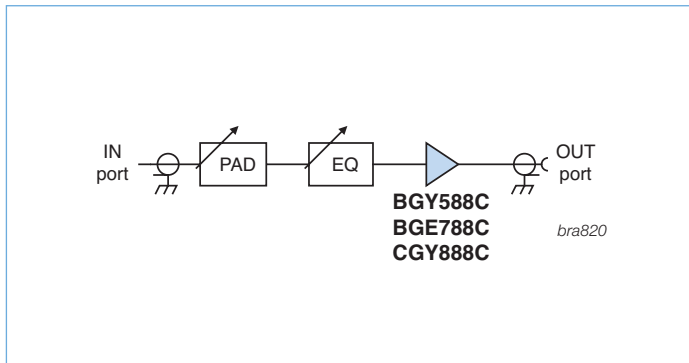 IN
port
PAD
EQ
OUT
port
BGY588C
BGE788C
CGY888C
bra820